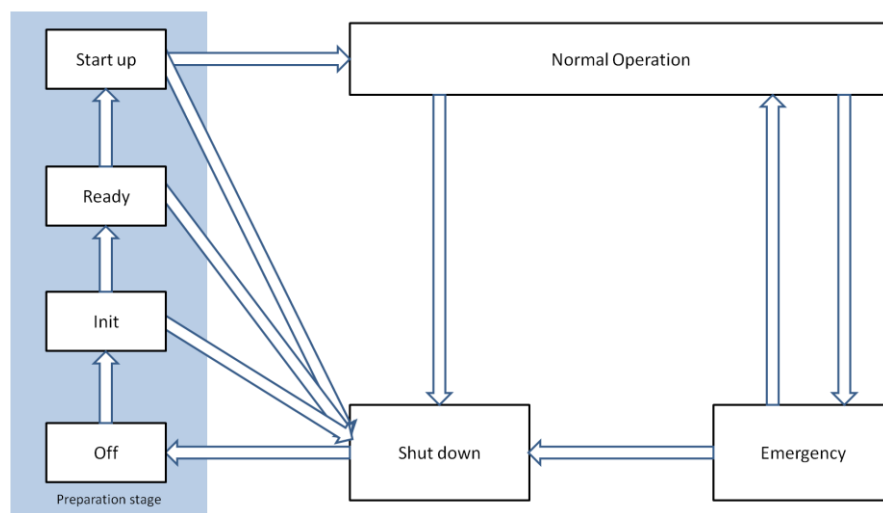 Start up
Normal Operation
Ready
Init
Off
Shut down
Emergency
Preparation stage